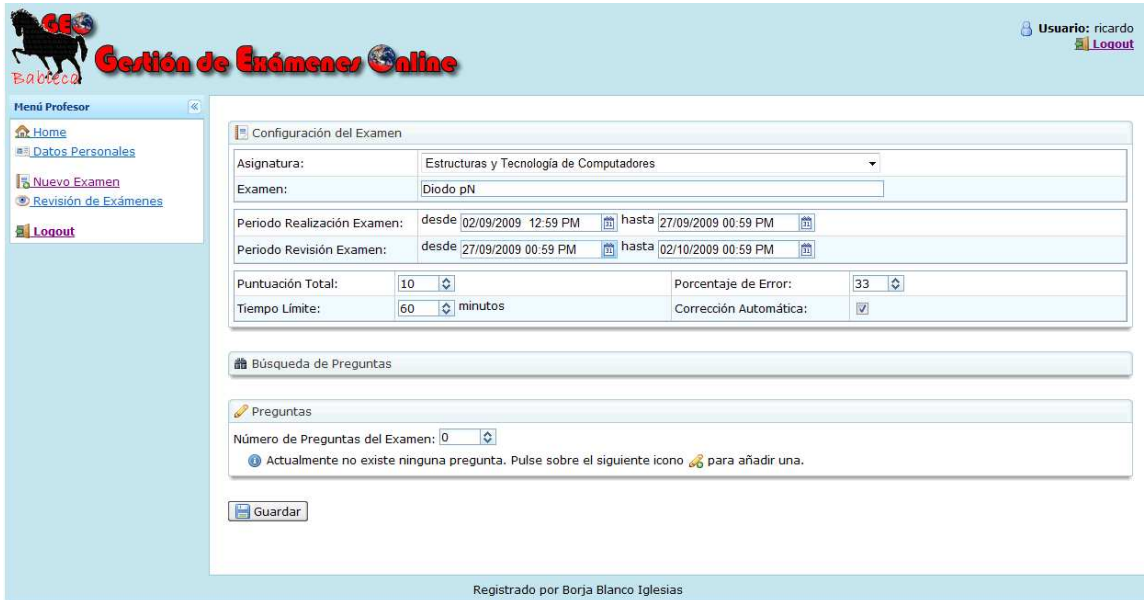 GEO
Gestión de Exámenes Online
Babieca
Usuario: ricardo
Logout
Menú Profesor
Home
Datos Personales
Nuevo Examen
Revisión de Exámenes
Logout
Configuración del Examen
Asignatura: Estructuras y Tecnología de Computadores
Examen: Diodo pN
Periodo Realización Examen: desde 02/09/2009 12:59 PM hasta 27/09/2009 00:59 PM
Periodo Revisión Examen: desde 27/09/2009 00:59 PM hasta 02/10/2009 00:59 PM
Puntuación Total: 10 Porcentaje de Error: 33
Tiempo Límite: 60 minutos Corrección Automática:
Búsqueda de Preguntas
Preguntas
Número de Preguntas del Examen: 0
Actualmente no existe ninguna pregunta. Pulse sobre el siguiente icono para añadir una.
Guardar
Registrado por Borja Blanco Iglesias